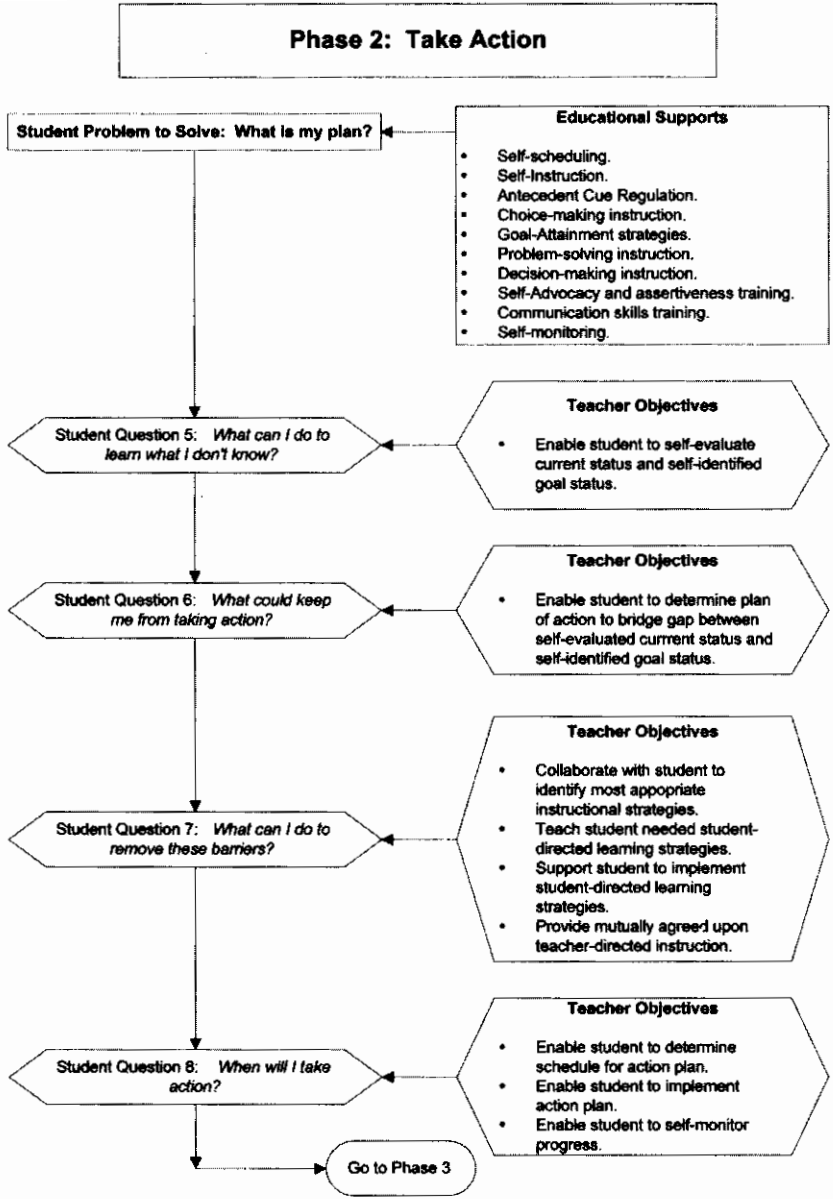 Phase 2: Take Action
Student Problem to Solve: What is my plan?
Educational Supports
• Self-scheduling.
• Self-Instruction.
• Antecedent Cue Regulation.
• Choice-making instruction.
• Goal-Attainment strategies.
• Problem-solving instruction.
• Decision-making instruction.
• Self-Advocacy and assertiveness training.
• Communication skills training.
• Self-monitoring.
Student Question 5: What can I do to
learn what I don't know?
Teacher Objectives
• Enable student to self-evaluate
current status and self-identified
goal status.
Student Question 6: What could keep
me from taking action?
Teacher Objectives
• Enable student to determine plan
of action to bridge gap between
self-evaluated currrent status and
self-identified goal status.
Student Question 7: What can I do to
remove these barriers?
Teacher Objectives
• Collaborate with student to
identify most appopriate
instructional strategies.
• Teach student needed student-
directed learning strategies.
• Support student to implement
student-directed learning
strategies.
• Provide mutually agreed upon
teacher-directed instruction.
Student Question 8: When will I take
action?
Teacher Objectives
• Enable student to determine
schedule for action plan.
• Enable student to implement
action plan.
• Enable student to self-monitor
progress.
Go to Phase 3